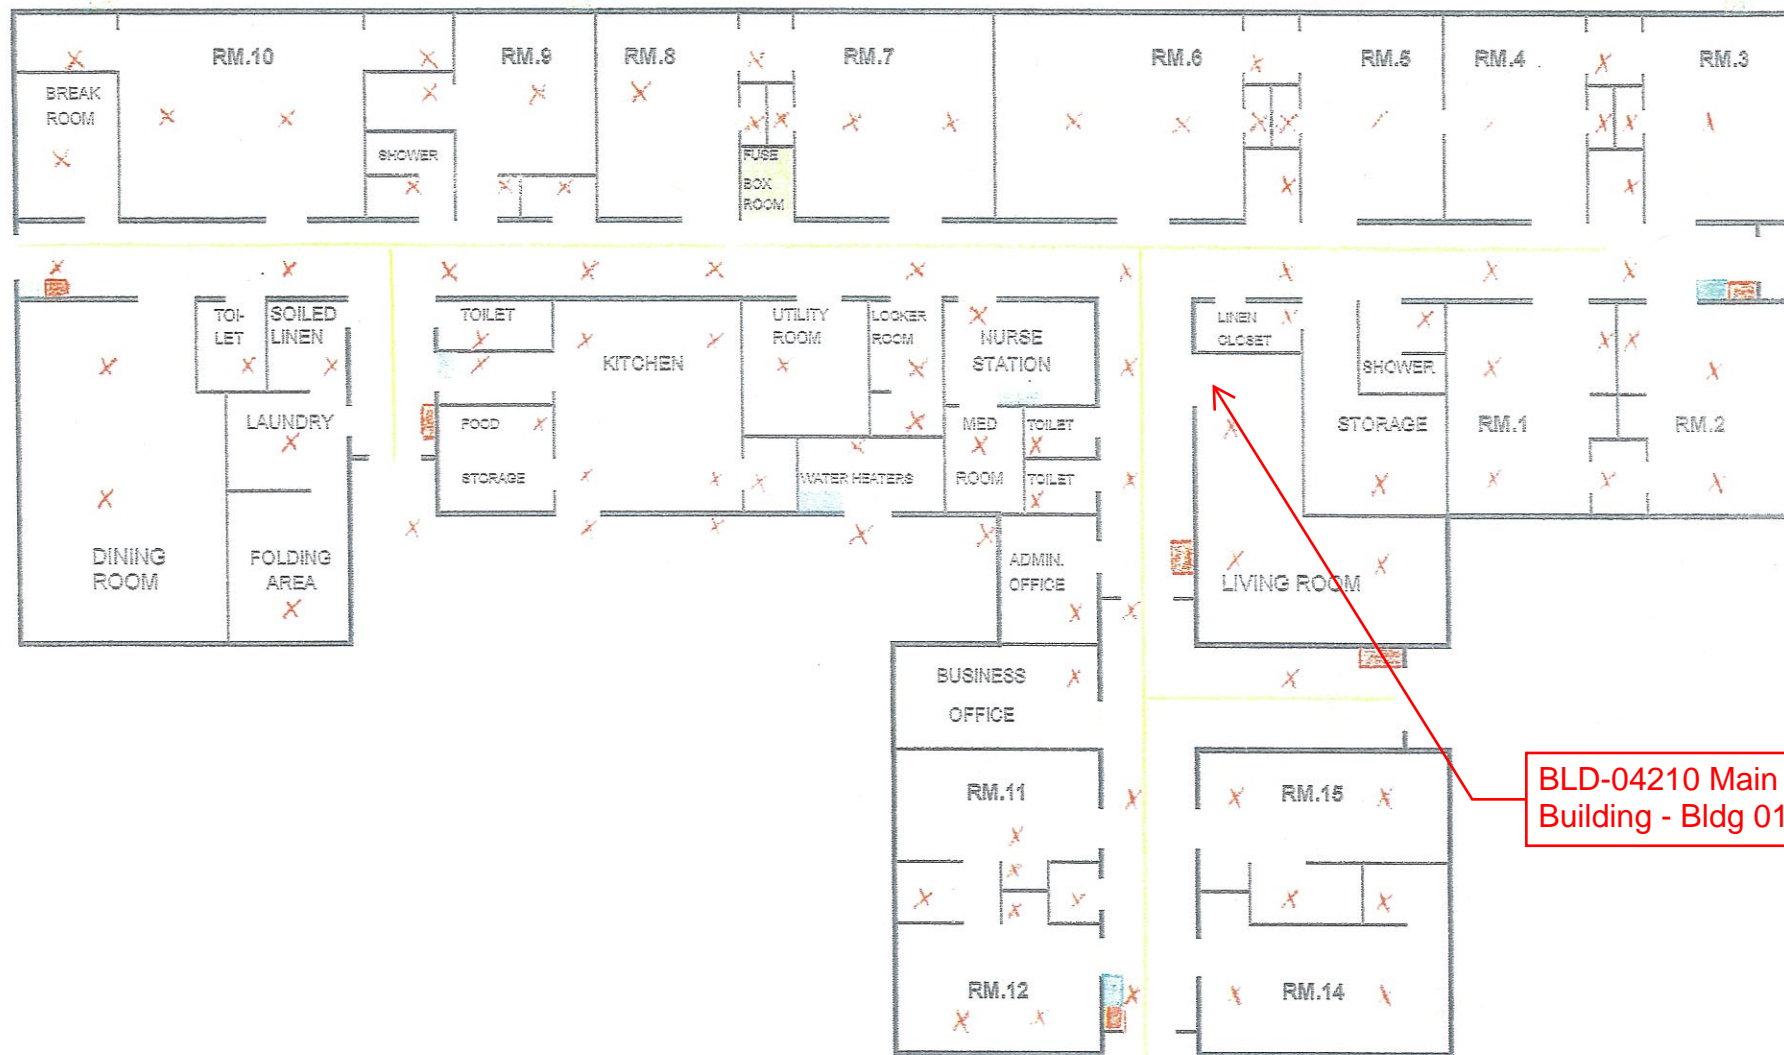 RM.10
RM.9
RM.8
RM.7
RM.6
RM.5
RM.4
RM.3
BREAK
ROOM
SHOWER
FUSE
BOX
ROOM
TOI-
LET
SOILED
LINEN
TOILET
KITCHEN
UTILITY
ROOM
LOCKER
ROOM
NURSE
STATION
LINEN
CLOSET
SHOWER
LAUNDRY
FOOD
STORAGE
WATER HEATERS
MED
ROOM
TOILET
TOILET
STORAGE
RM.1
RM.2
DINING
ROOM
FOLDING
AREA
ADMIN.
OFFICE
LIVING ROOM
BUSINESS
OFFICE
RM.11
RM.15
BLD-04210 Main
Building - Bldg 01
RM.12
RM.14